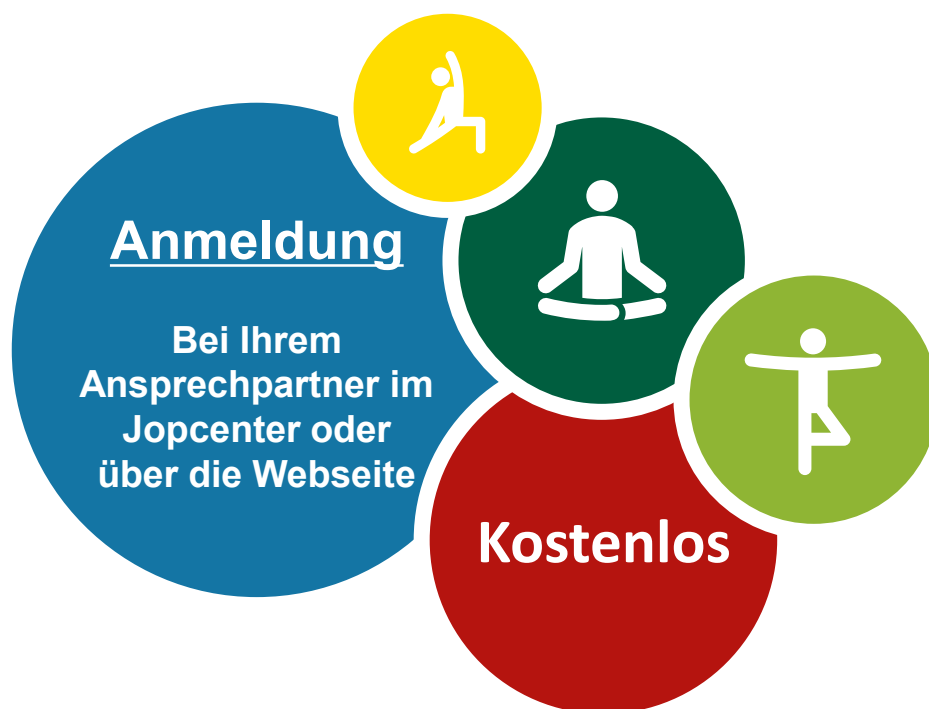 Anmeldung
Bei Ihrem
Ansprechpartner im
Jopcenter oder
über die Webseite
Kostenlos